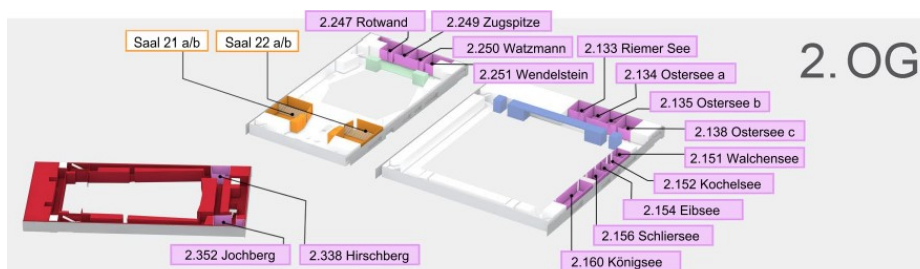 2.247 Rotwand
2.249 Zugspitze
Saal 21 a/b
Saal 22 a/b
2.250 Watzmann
2.133 Riemer See
2. OG
2.251 Wendelstein
2.134 Ostersee a
2.135 Ostersee b
2.138 Ostersee c
2.151 Walchensee
2.152 Kochelsee
2.154 Eibsee
2.156 Schliersee
2.352 Jochberg
2.338 Hirschberg
2.160 Königsee